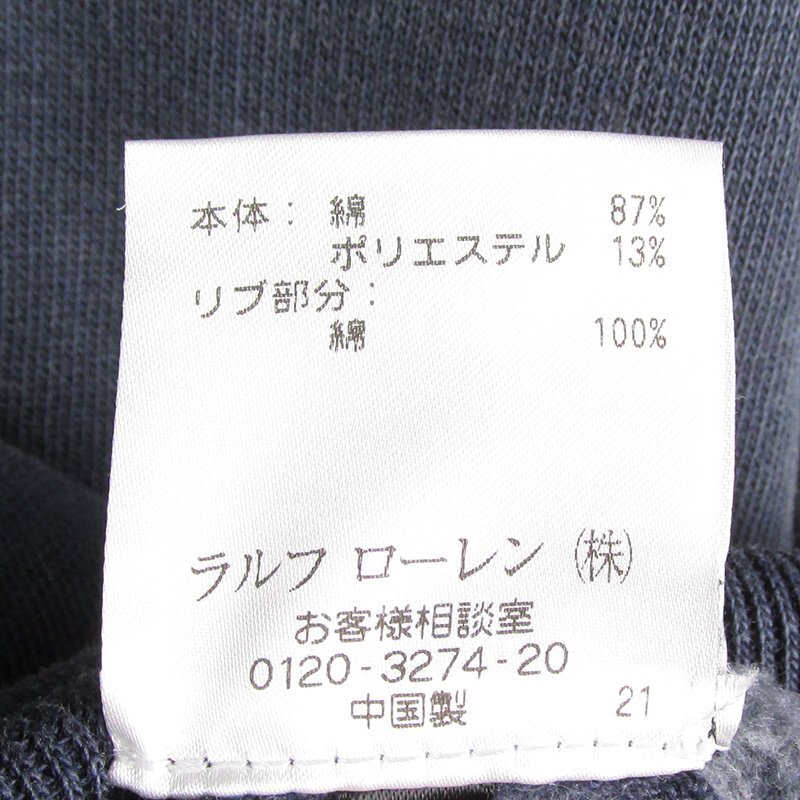 本体: 綿 87%
ポリエステル 13%
リブ部分:
綿 100%
ラルフ ローレン ㈱
お客様相談室
0120-3274-20
中国製 21